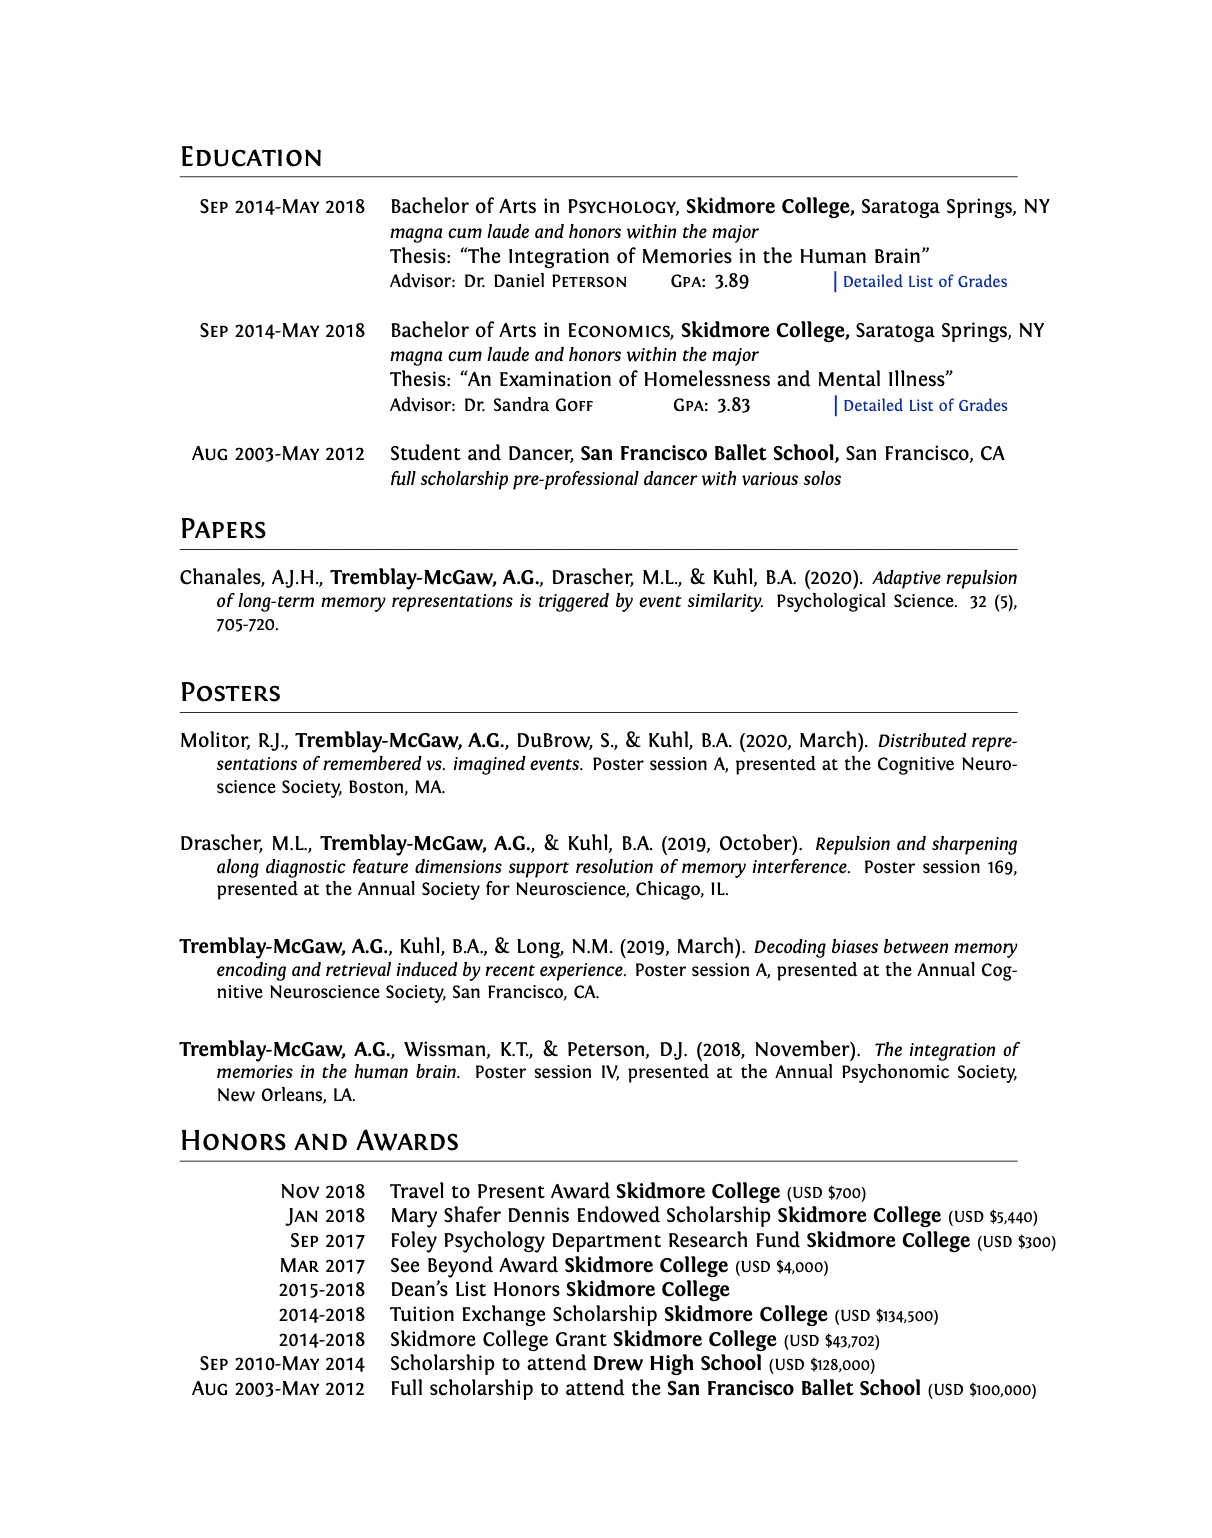 Education
Sep 2014-May 2018 Bachelor of Arts in Psychology, Skidmore College, Saratoga Springs, NY
magna cum laude and honors within the major
Thesis: “The Integration of Memories in the Human Brain”
Advisor: Dr. Daniel Peterson Gpa: 3.89 | Detailed List of Grades
Sep 2014-May 2018 Bachelor of Arts in Economics, Skidmore College, Saratoga Springs, NY
magna cum laude and honors within the major
Thesis: “An Examination of Homelessness and Mental Illness”
Advisor: Dr. Sandra Goff Gpa: 3.83 | Detailed List of Grades
Aug 2003-May 2012 Student and Dancer, San Francisco Ballet School, San Francisco, CA
full scholarship pre-professional dancer with various solos
Papers
Chanales, A.J.H., Tremblay-McGaw, A.G., Drascher, M.L., & Kuhl, B.A. (2020). Adaptive repulsion
of long-term memory representations is triggered by event similarity. Psychological Science. 32 (5),
705-720.
Posters
Molitor, R.J., Tremblay-McGaw, A.G., DuBrow, S., & Kuhl, B.A. (2020, March). Distributed repre-
sentations of remembered vs. imagined events. Poster session A, presented at the Cognitive Neuro-
science Society, Boston, MA.
Drascher, M.L., Tremblay-McGaw, A.G., & Kuhl, B.A. (2019, October). Repulsion and sharpening
along diagnostic feature dimensions support resolution of memory interference. Poster session 169,
presented at the Annual Society for Neuroscience, Chicago, IL.
Tremblay-McGaw, A.G., Kuhl, B.A., & Long, N.M. (2019, March). Decoding biases between memory
encoding and retrieval induced by recent experience. Poster session A, presented at the Annual Cog-
nitive Neuroscience Society, San Francisco, CA.
Tremblay-McGaw, A.G., Wissman, K.T., & Peterson, D.J. (2018, November). The integration of
memories in the human brain. Poster session IV, presented at the Annual Psychonomic Society,
New Orleans, LA.
Honors and Awards
Nov 2018 Travel to Present Award Skidmore College (USD $700)
Jan 2018 Mary Shafer Dennis Endowed Scholarship Skidmore College (USD $5,440)
Sep 2017 Foley Psychology Department Research Fund Skidmore College (USD $300)
Mar 2017 See Beyond Award Skidmore College (USD $4,000)
2015-2018 Dean’s List Honors Skidmore College
2014-2018 Tuition Exchange Scholarship Skidmore College (USD $134,500)
2014-2018 Skidmore College Grant Skidmore College (USD $43,702)
Sep 2010-May 2014 Scholarship to attend Drew High School (USD $128,000)
Aug 2003-May 2012 Full scholarship to attend the San Francisco Ballet School (USD $100,000)